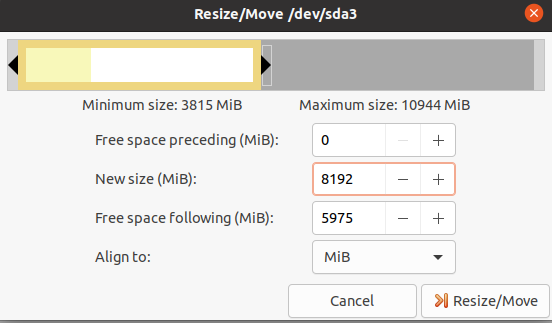 Resize/Move /dev/sda3
Minimum size: 3815 MiB Maximum size: 10944 MiB
Free space preceding (MiB): 0
New size (MiB): 8192
Free space following (MiB): 5975
Align to: MiB
Cancel Resize/Move